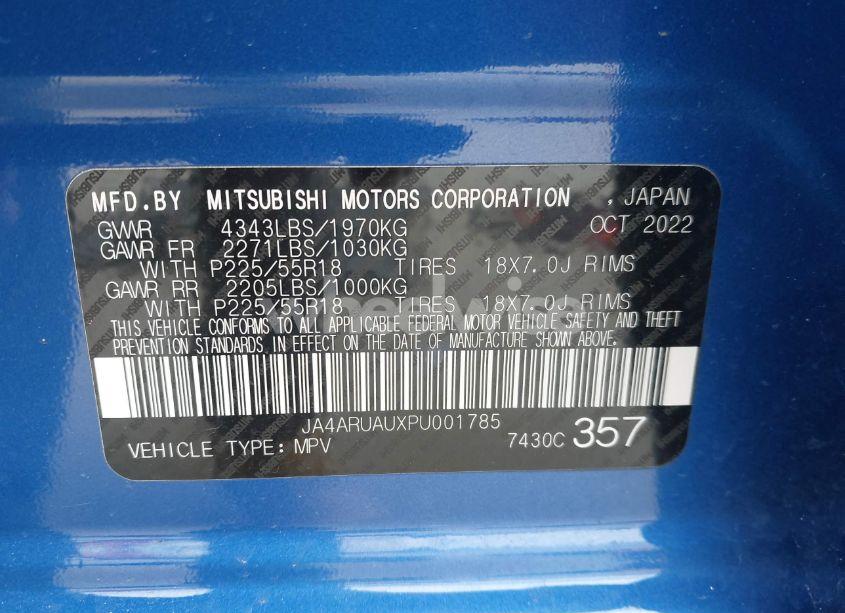 MFD.BY MITSUBISHI MOTORS CORPORATION , JAPAN
GVWR 4343LBS/1970KG OCT 2022
GAWR FR 2271LBS/1030KG
WITH P225/55R18 TIRES 18X7.0J RIMS
GAWR RR 2205LBS/1000KG
WITH P225/55R18 TIRES 18X7.0J RIMS
THIS VEHICLE CONFORMS TO ALL APPLICABLE FEDERAL MOTOR VEHICLE SAFETY AND THEFT
PREVENTION STANDARDS IN EFFECT ON THE DATE OF MANUFACTURE SHOWN ABOVE.
JA4ARUAUXPU001785
VEHICLE TYPE:MPV 7430C 357